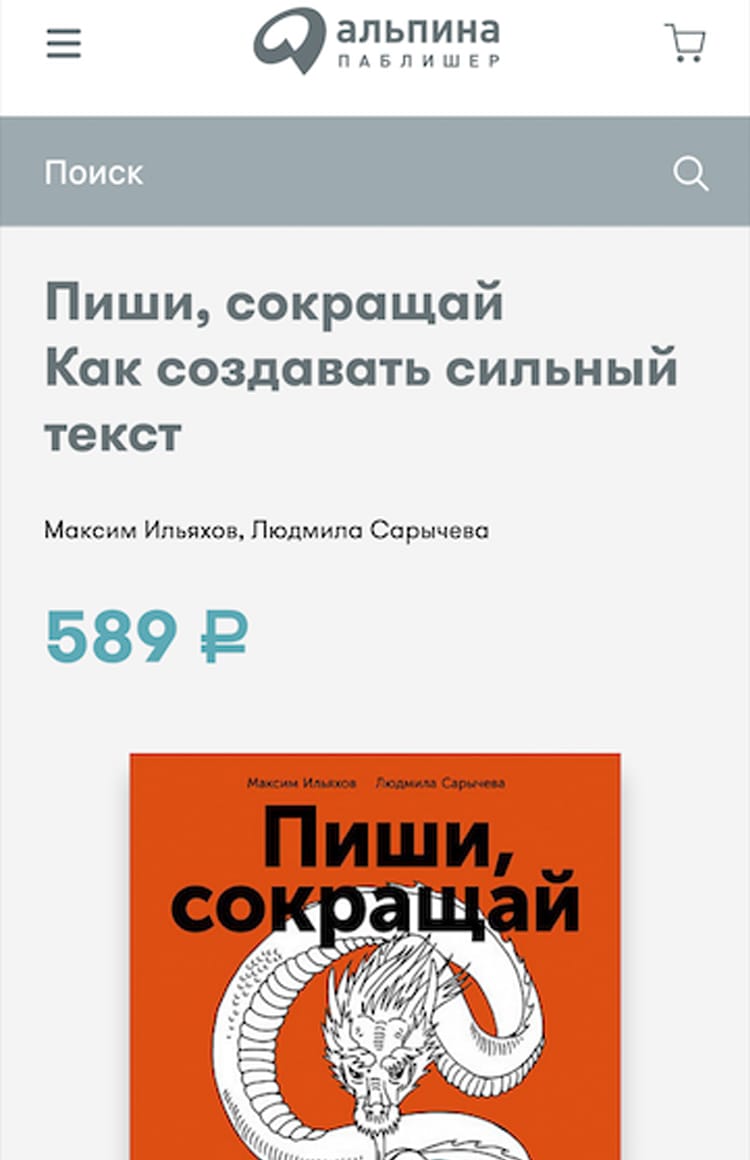 альпина
ПАБЛИШЕР
Поиск
Пиши, сокращай
Как создавать сильный
текст
Максим Ильяхов, Людмила Сарычева
589 ₽
Максим Ильяхов Людмила Сарычева
Пиши,
сокращай